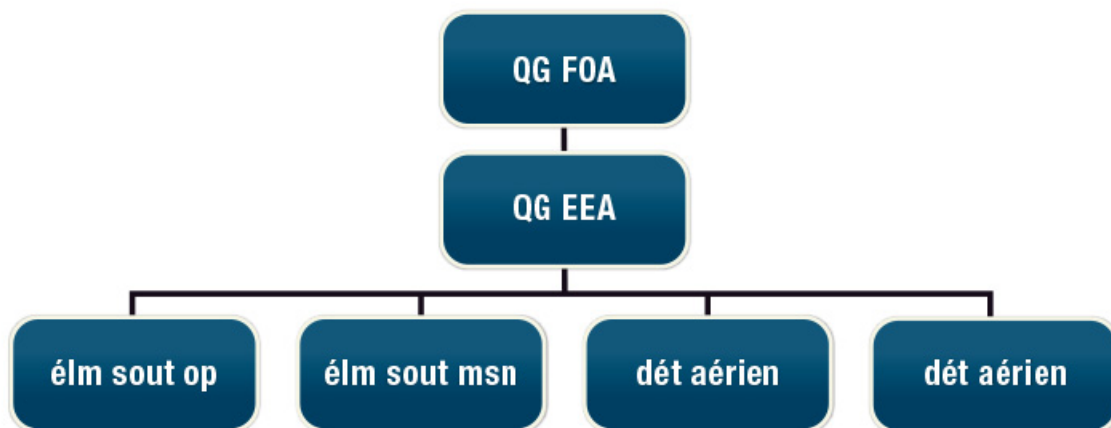 QG FOA
QG EEA
élm sout op
élm sout msn
dét aérien
dét aérien